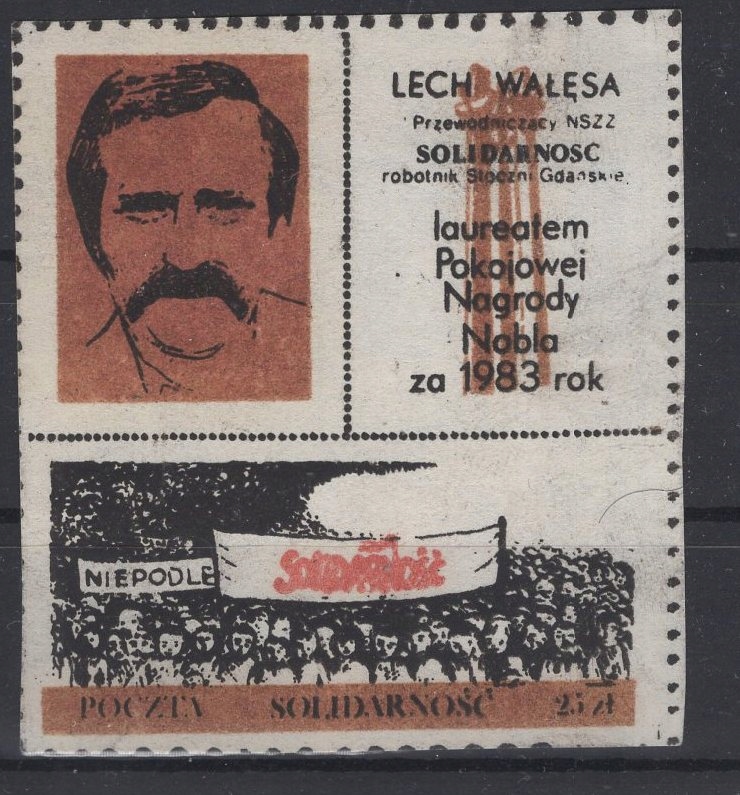 LECH WAŁĘSA
Przewodniczący NSZZ
SOLIDARNOSC
robotnik Stoczni Gdańskiej
laureatem
Pokojowej
Nagrody
Nobla
za 1983 rok
NIEPODLE
SOLIDARNOŚĆ
POCZTA SOLIDARNOŚĆ 25 zł